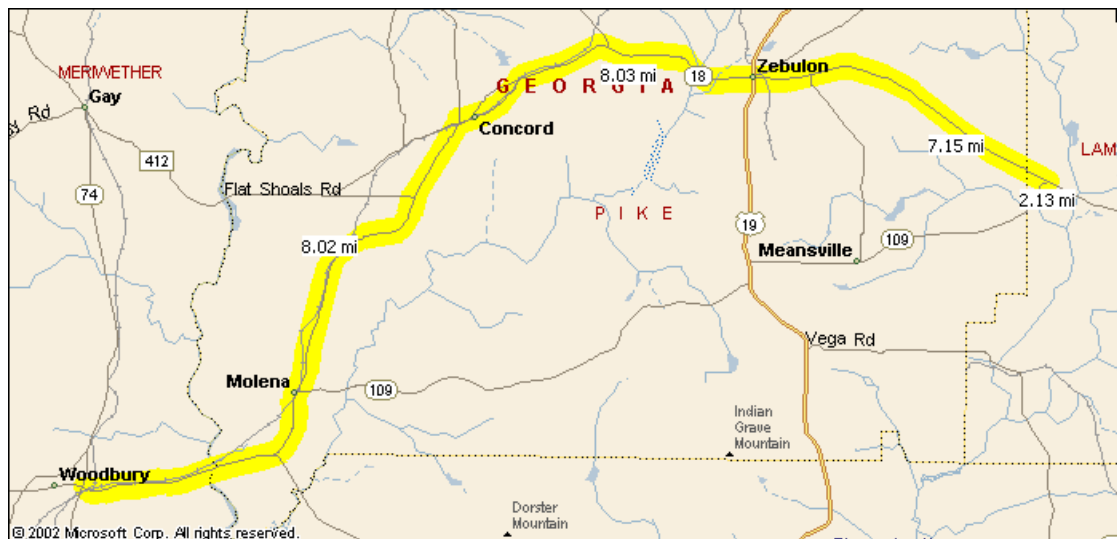 MERIWETHER
Gay
Rd
412
74
Flat Shoals Rd
8.02 mi
Concord
GEORGIA
8.03 mi
18
Zebulon
7.15 mi
LAM
2.13 mi
PIKE
19
Meansville
109
Vega Rd
Molena
109
Indian
Grave
Mountain
Woodbury
Dorster
Mountain
© 2002 Microsoft Corp. All rights reserved.